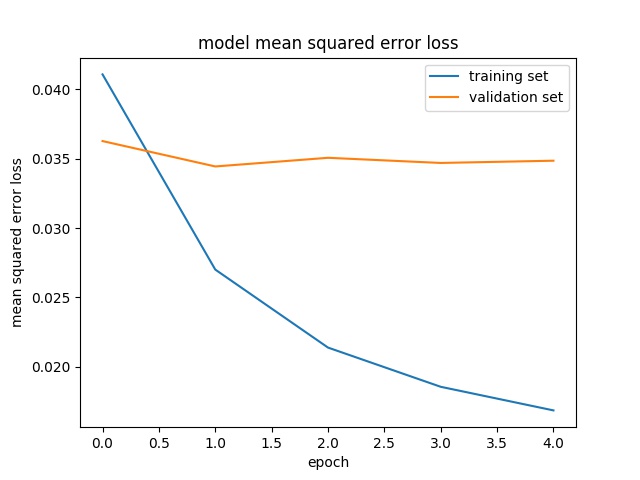 model mean squared error loss
training set
validation set
mean squared error loss
0.040
0.035
0.030
0.025
0.020
0.0 0.5 1.0 1.5 2.0 2.5 3.0 3.5 4.0
epoch